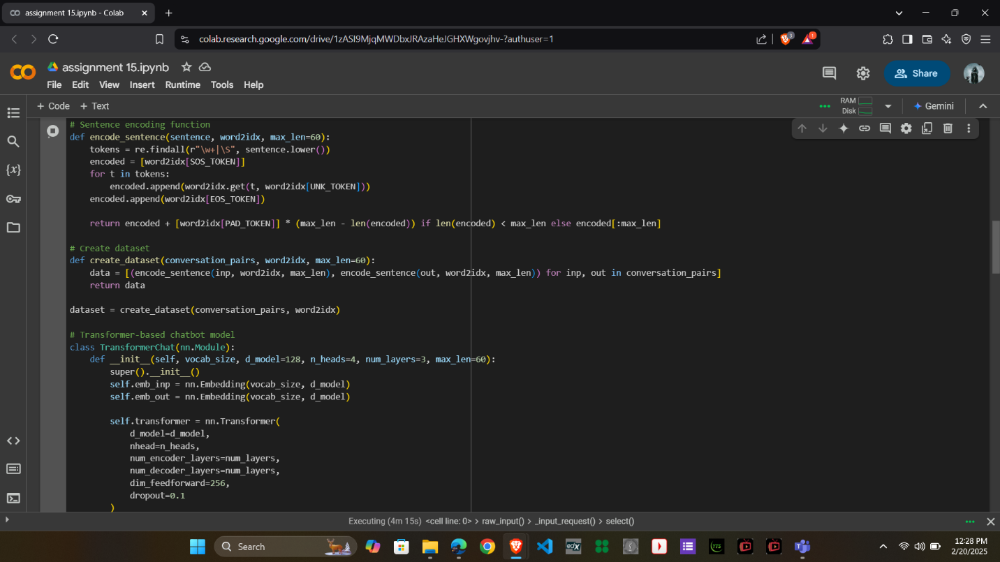 assignment 15.ipynb - Colab
colab.research.google.com/drive/1zASI9MjqMWDbxJRAzaHeJGHXWgovjhv-?authuser=1
3
1
assignment 15.ipynb
File Edit View Insert Runtime Tools Help
Share
+ Code + Text
RAM
Disk
Gemini
# Sentence encoding function
def encode_sentence(sentence, word2idx, max_len=60):
    tokens = re.findall(r"\w+|\S", sentence.lower())
    encoded = [word2idx[SOS_TOKEN]]
    for t in tokens:
        encoded.append(word2idx.get(t, word2idx[UNK_TOKEN]))
    encoded.append(word2idx[EOS_TOKEN])
    return encoded + [word2idx[PAD_TOKEN]] * (max_len - len(encoded)) if len(encoded) < max_len else encoded[:max_len]
# Create dataset
def create_dataset(conversation_pairs, word2idx, max_len=60):
    data = [(encode_sentence(inp, word2idx, max_len), encode_sentence(out, word2idx, max_len)) for inp, out in conversation_pairs]
    return data
dataset = create_dataset(conversation_pairs, word2idx)
# Transformer-based chatbot model
class TransformerChat(nn.Module):
    def __init__(self, vocab_size, d_model=128, n_heads=4, num_layers=3, max_len=60):
        super().__init__()
        self.emb_inp = nn.Embedding(vocab_size, d_model)
        self.emb_out = nn.Embedding(vocab_size, d_model)
        self.transformer = nn.Transformer(
            d_model=d_model,
            nhead=n_heads,
            num_encoder_layers=num_layers,
            num_decoder_layers=num_layers,
            dim_feedforward=256,
            dropout=0.1
        )
{x}
Executing (4m 15s) <cell line: 0> > raw_input() > _input_request() > select()
Search
edX
YTS
12:28 PM
2/20/2025